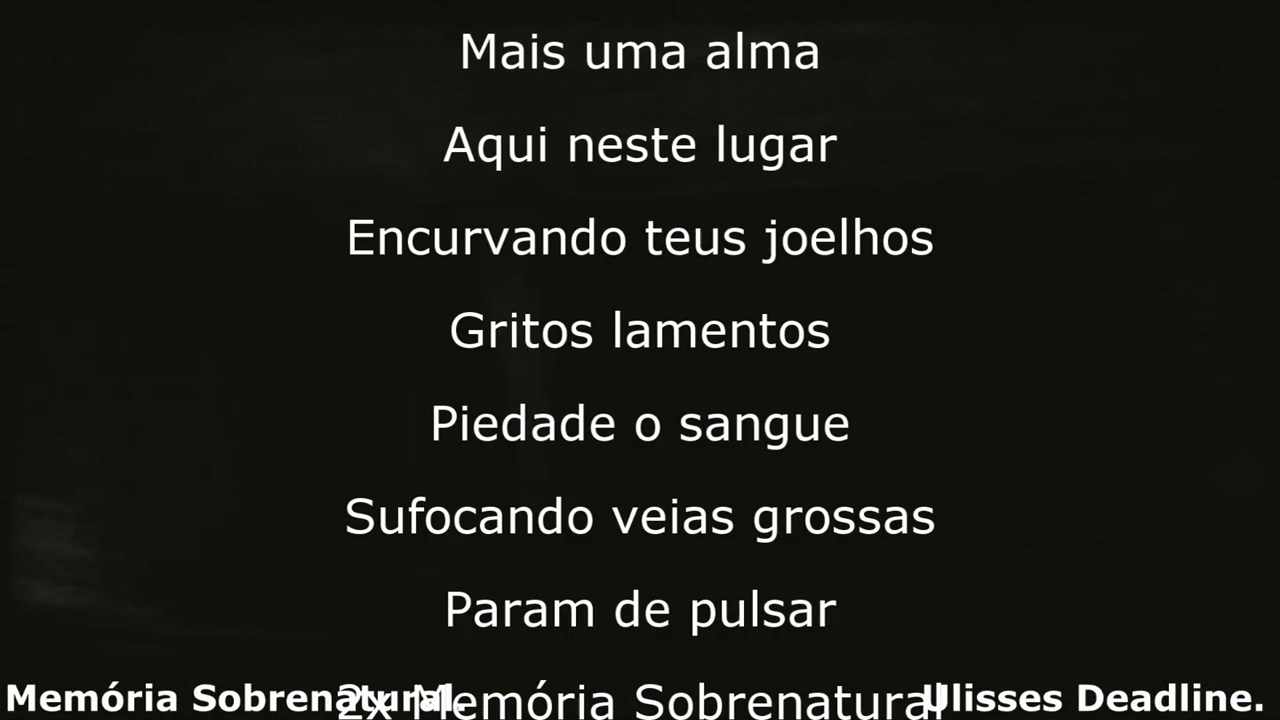 Mais uma alma
Aqui neste lugar
Encurvando teus joelhos
Gritos lamentos
Piedade o sangue
Sufocando veias grossas
Param de pulsar
2x Memória Sobrenatural
Memória Sobrenatural.
Ulisses Deadline.